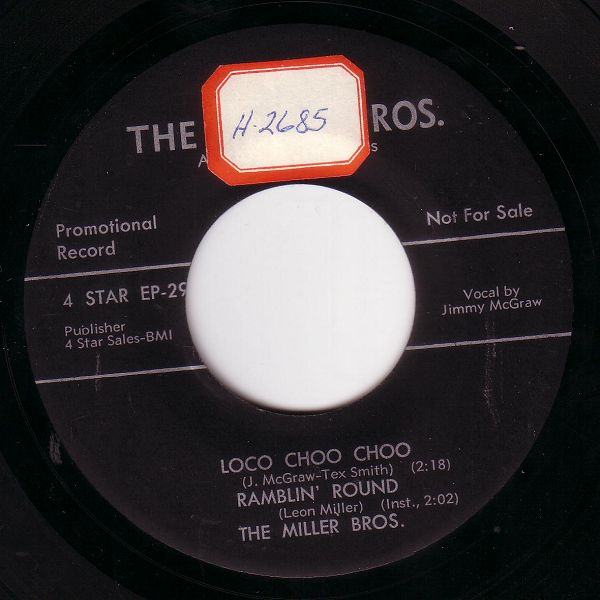 THE BROS.
H-2685
Promotional
Record
Not For Sale
4 STAR EP-29
Publisher
4 Star Sales-BMI
Vocal by
Jimmy McGraw
LOCO CHOO CHOO
(J. McGraw-Tex Smith) (2:18)
RAMBLIN' ROUND
(Leon Miller) (Inst., 2:02)
THE MILLER BROS.